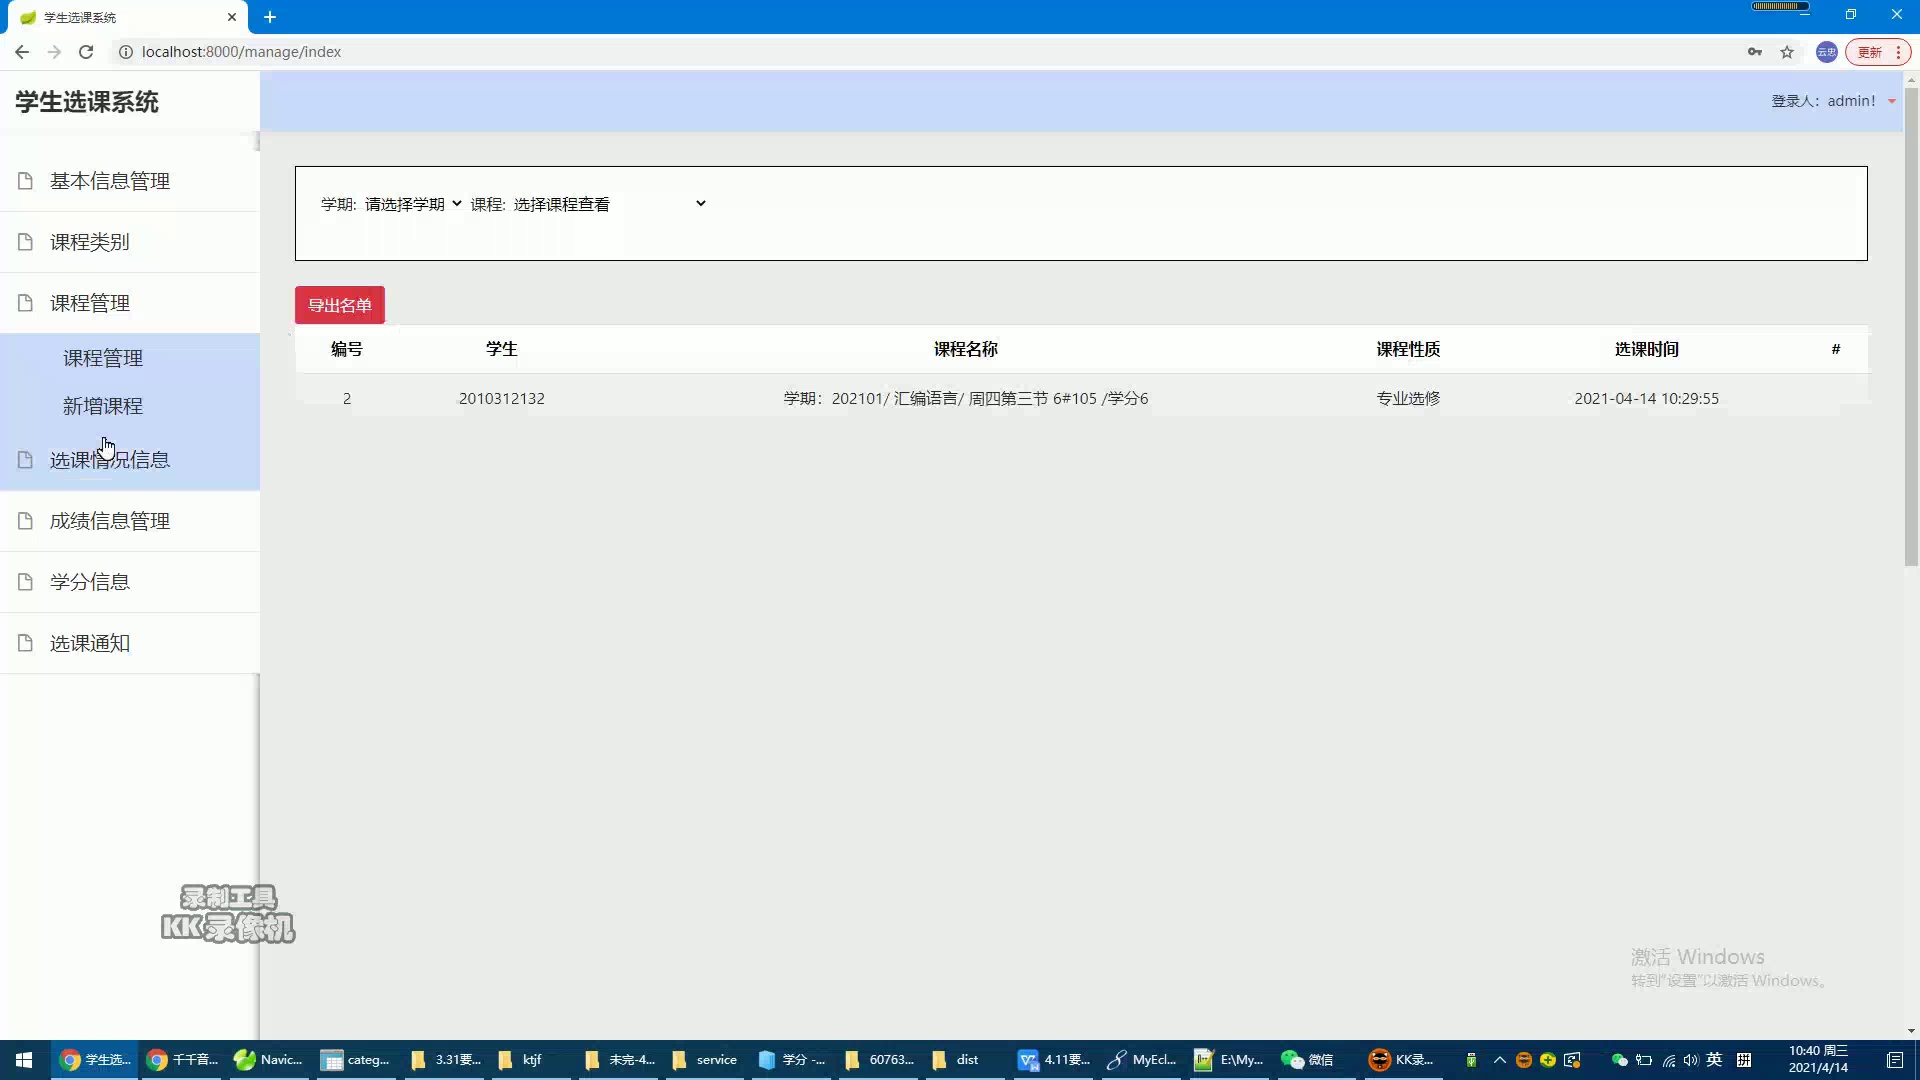 学生选课系统
localhost:8000/manage/index
云忠
更新
学生选课系统
登录人：admin！
基本信息管理
课程类别
课程管理
课程管理
新增课程
选课情况信息
成绩信息管理
学分信息
选课通知
学期: 请选择学期 课程: 选择课程查看
导出名单
编号 学生 课程名称 课程性质 选课时间 #
2 2010312132 学期：202101/ 汇编语言/ 周四第三节 6#105 /学分6 专业选修 2021-04-14 10:29:55
录制工具
KK录像机
激活 Windows
转到"设置"以激活 Windows。
学生选... 千千音... Navic... categ... 3.31要... ktjf 未完-4... service 学分 -... 60763... dist 4.11要... MyEcl... E:\My... 微信 KK录... 英 拼 10:40 周三
2021/4/14